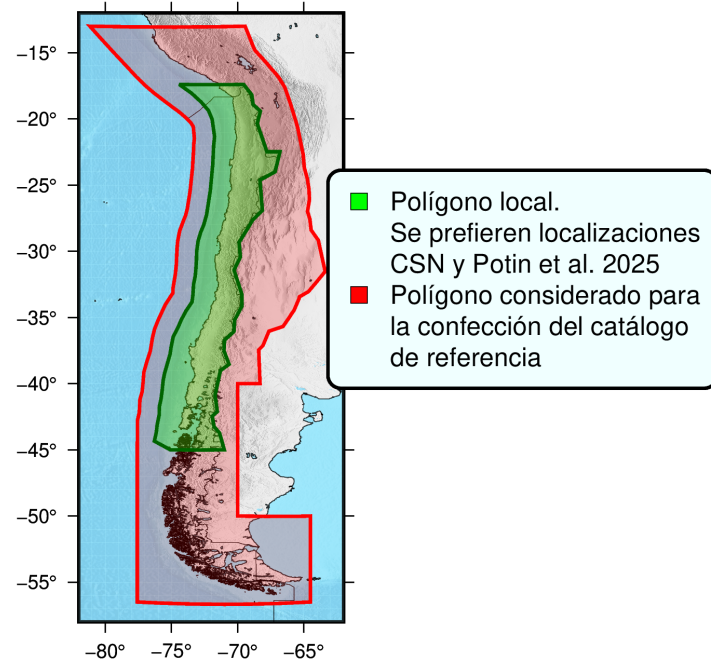 −15°
−20°
−25°
−30°
−35°
−40°
−45°
−50°
−55°
−80°
−75°
−70°
−65°
Polígono local.
Se prefieren localizaciones
CSN y Potin et al. 2025
Polígono considerado para
la confección del catálogo
de referencia